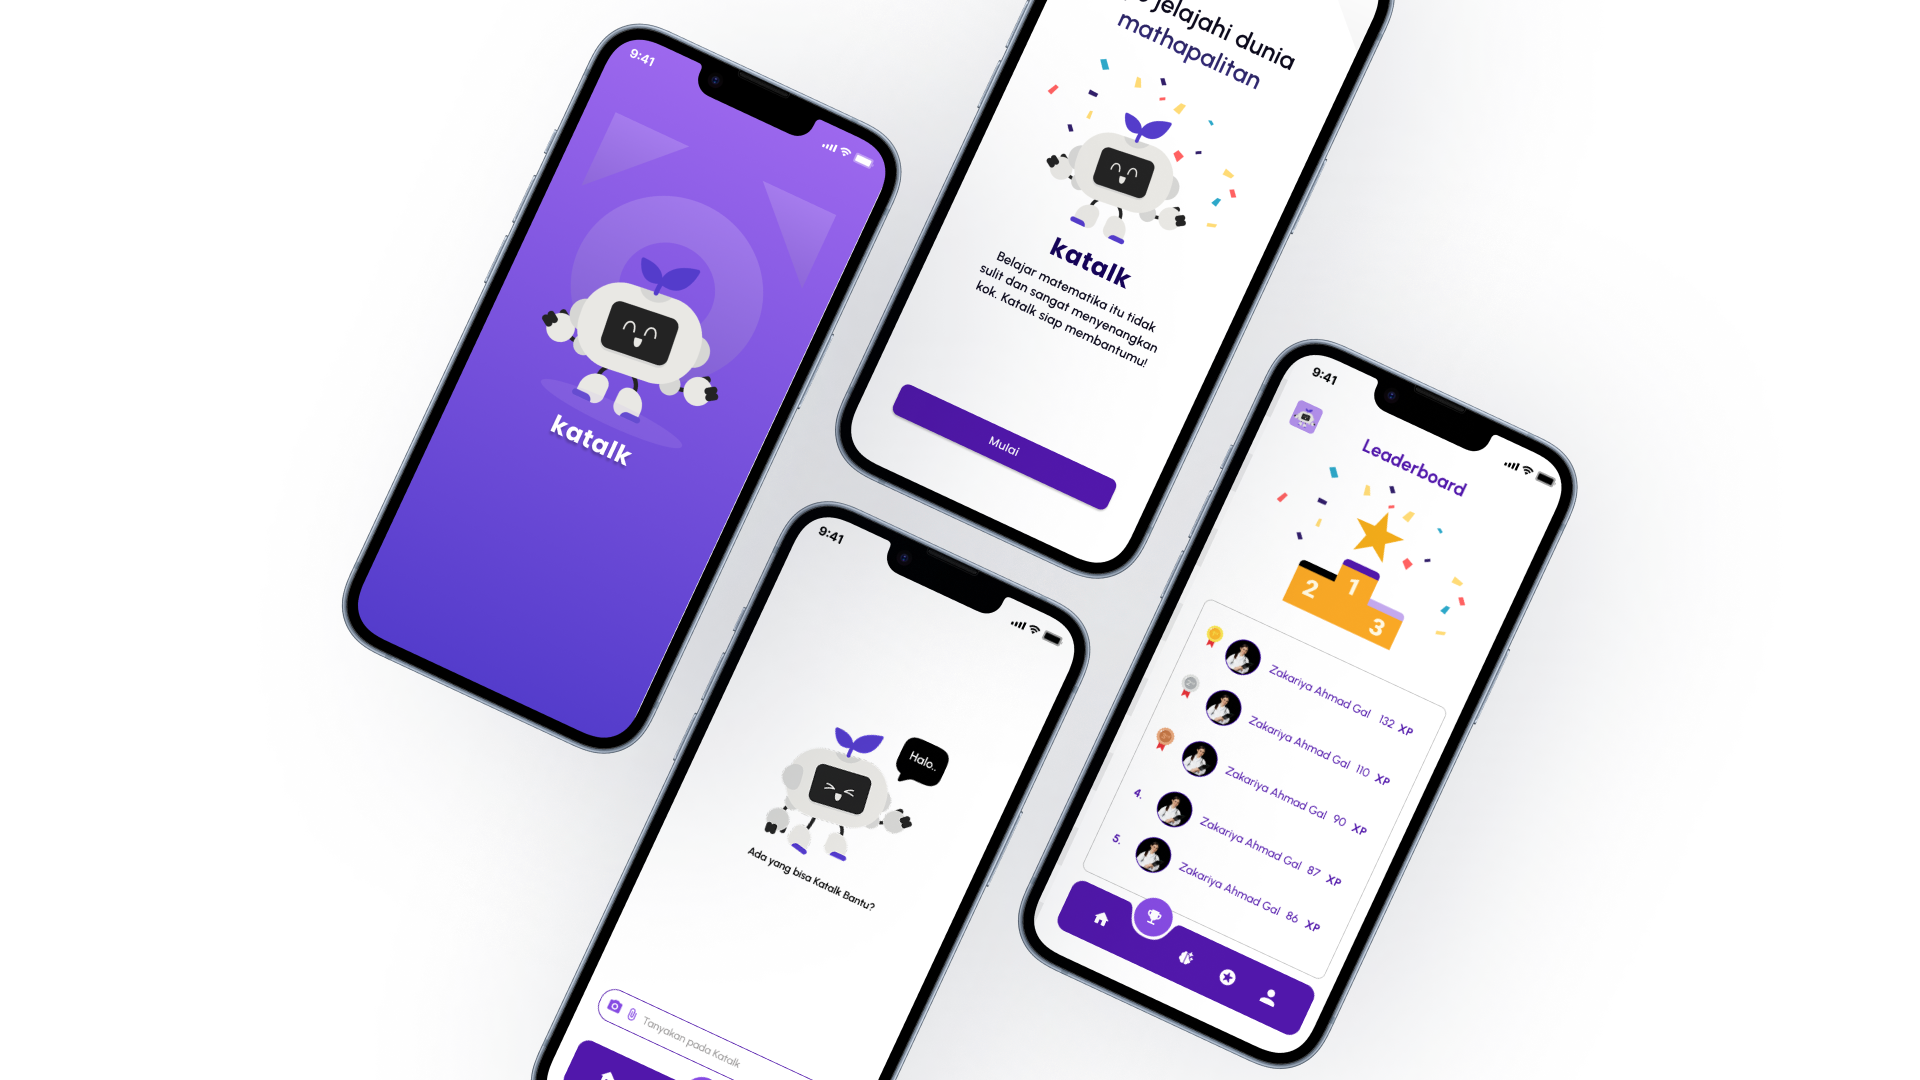 9:41
katalk
jelajahi dunia
mathapalitan
katalk
Belajar matematika itu tidak
sulit dan sangat menyenangkan
kok. Katalk siap membantumu!
Mulai
9:41
Halo..
Ada yang bisa Katalk Bantu?
Tanyakan pada Katalk
9:41
Leaderboard
2 1 3
Zakariya Ahmad Gal 132 XP
Zakariya Ahmad Gal 110 XP
Zakariya Ahmad Gal 90 XP
4. Zakariya Ahmad Gal 87 XP
5. Zakariya Ahmad Gal 86 XP